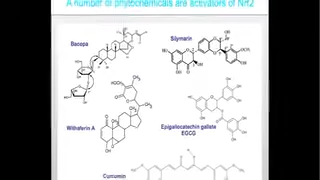 A number of phytochemicals are activators of Nrf2
Bacopa
Silymarin
Withaferin A
Epigallocatechin gallate
EGCG
Curcumin